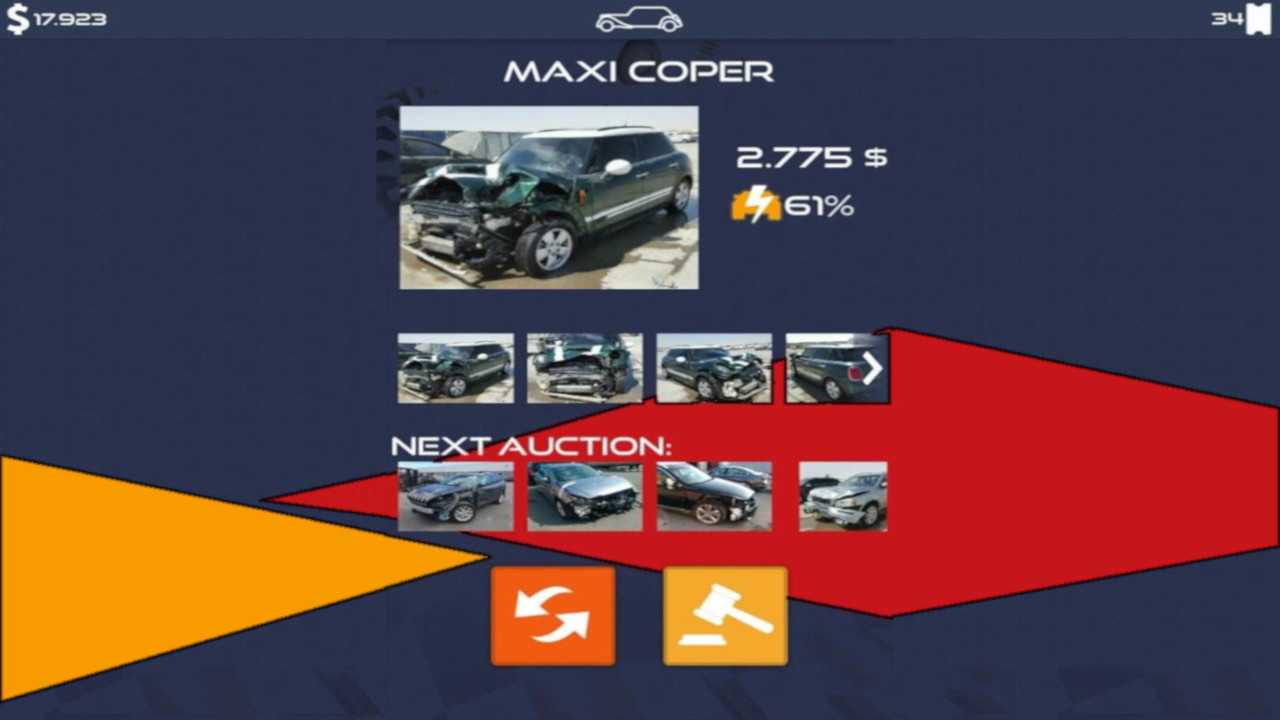 $ 17.923
34
MAXI COPER
2.775 $
61%
NEXT AUCTION: